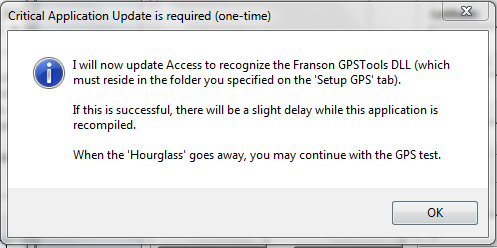 Critical Application Update is required (one-time)
I will now update Access to recognize the Franson GPSTools DLL (which
must reside in the folder you specified on the 'Setup GPS' tab).
If this is successful, there will be a slight delay while this application is
recompiled.
When the 'Hourglass' goes away, you may continue with the GPS test.
OK